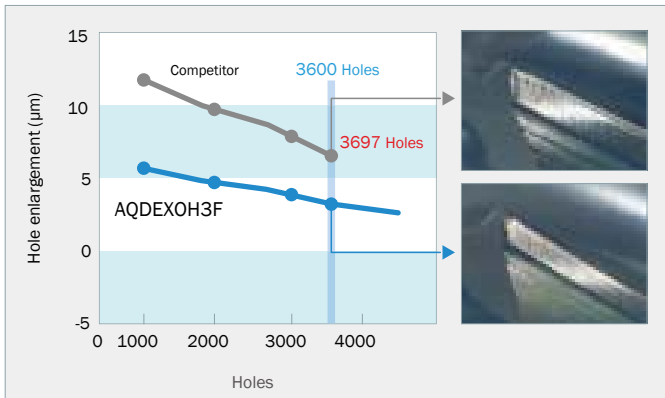 15
Competitor
3600 Holes
10
3697 Holes
5
AQDEXOH3F
0
-5
Hole enlargement (µm)
0 1000 2000 3000 4000
Holes